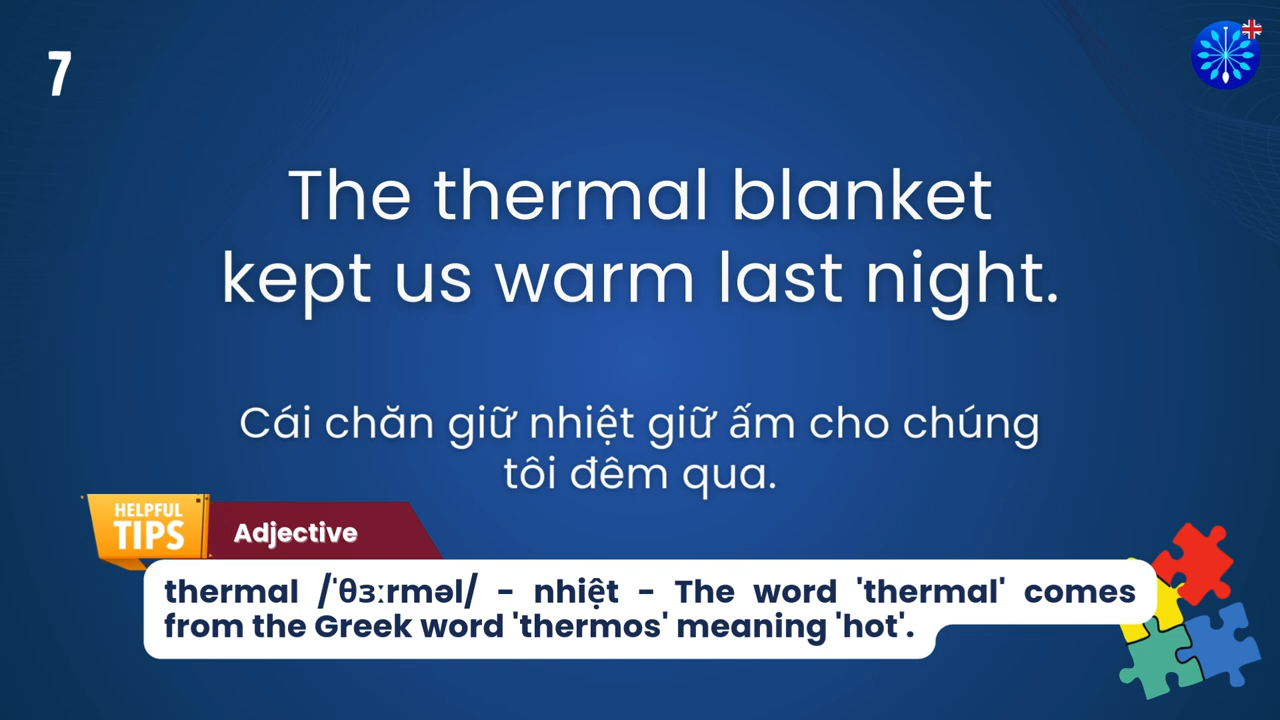 7
The thermal blanket
kept us warm last night.
Cái chăn giữ nhiệt giữ ấm cho chúng
tôi đêm qua.
HELPFUL
TIPS
Adjective
thermal /ˈθɜːrməl/ - nhiệt - The word 'thermal' comes
from the Greek word 'thermos' meaning 'hot'.